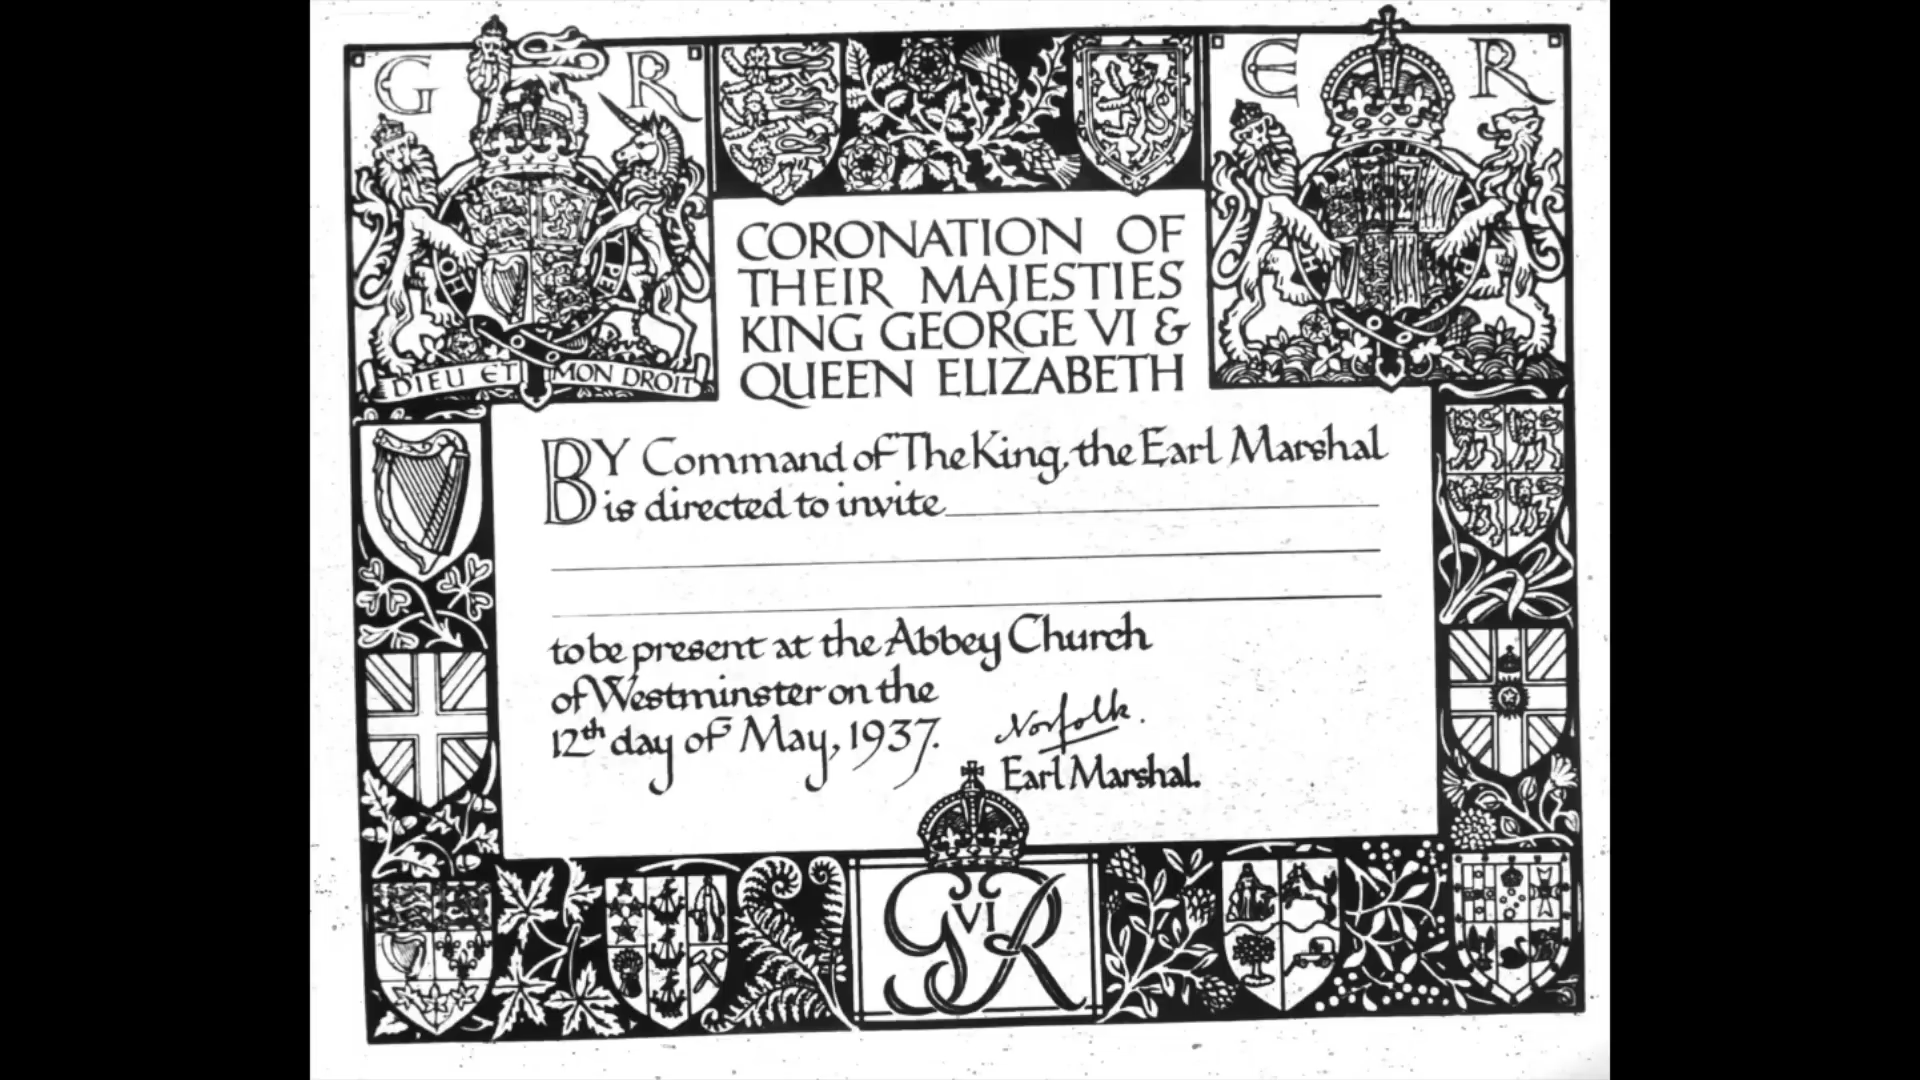 G R
E R
CORONATION OF
THEIR MAJESTIES
KING GEORGE VI &
QUEEN ELIZABETH
DIEU ET MON DROIT
BY Command of The King, the Earl Marshal
is directed to invite
to be present at the Abbey Church
of Westminster on the
12th day of May, 1937.
Norfolk.
Earl Marshal.
G VI R